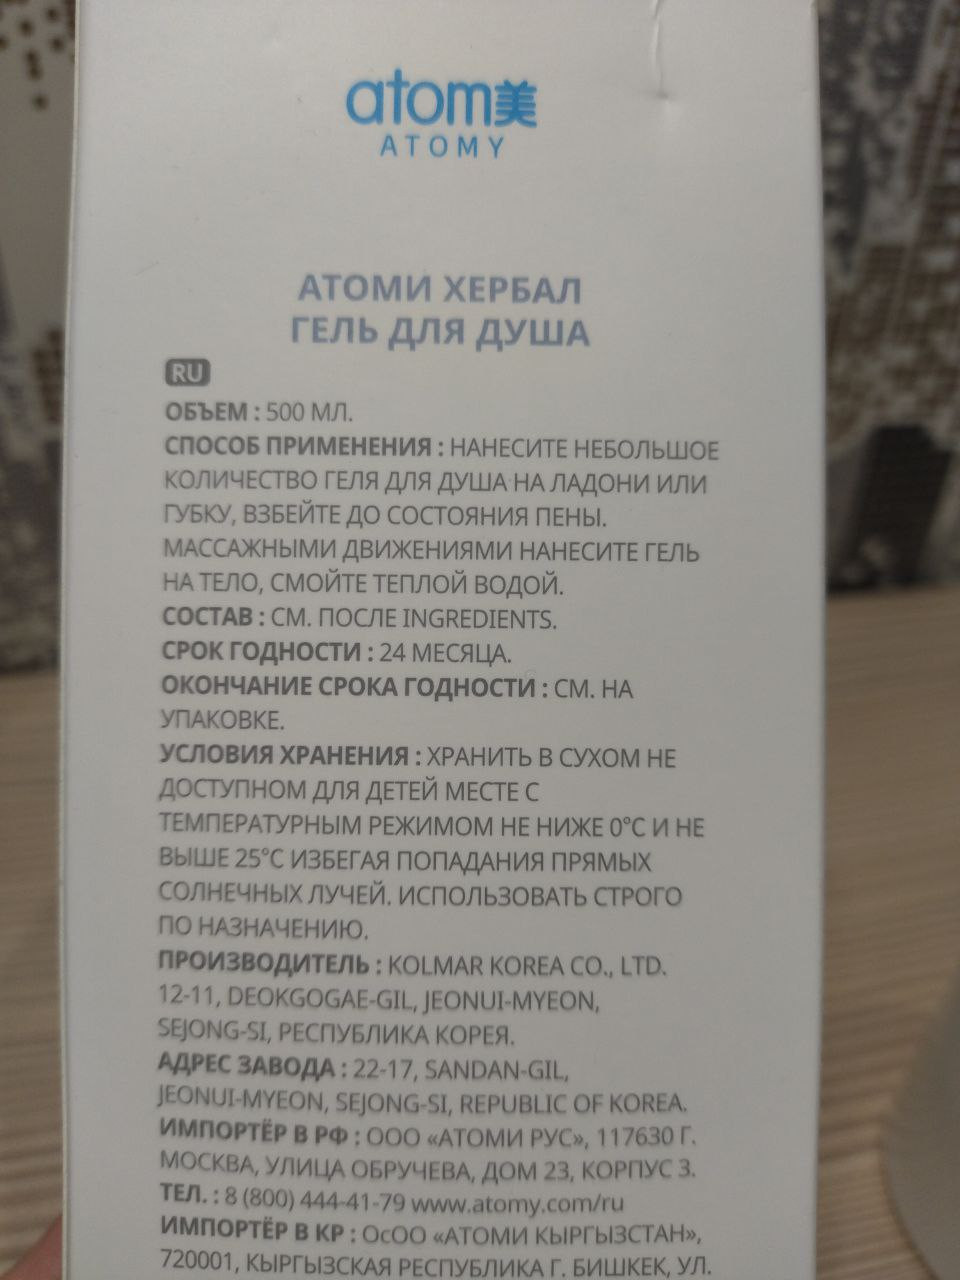 atom美
ATOMY
АТОМИ ХЕРБАЛ
ГЕЛЬ ДЛЯ ДУША
RU
ОБЪЕМ : 500 МЛ.
СПОСОБ ПРИМЕНЕНИЯ : НАНЕСИТЕ НЕБОЛЬШОЕ
КОЛИЧЕСТВО ГЕЛЯ ДЛЯ ДУША НА ЛАДОНИ ИЛИ
ГУБКУ, ВЗБЕЙТЕ ДО СОСТОЯНИЯ ПЕНЫ.
МАССАЖНЫМИ ДВИЖЕНИЯМИ НАНЕСИТЕ ГЕЛЬ
НА ТЕЛО, СМОЙТЕ ТЕПЛОЙ ВОДОЙ.
СОСТАВ : СМ. ПОСЛЕ INGREDIENTS.
СРОК ГОДНОСТИ : 24 МЕСЯЦА.
ОКОНЧАНИЕ СРОКА ГОДНОСТИ : СМ. НА
УПАКОВКЕ.
УСЛОВИЯ ХРАНЕНИЯ : ХРАНИТЬ В СУХОМ НЕ
ДОСТУПНОМ ДЛЯ ДЕТЕЙ МЕСТЕ С
ТЕМПЕРАТУРНЫМ РЕЖИМОМ НЕ НИЖЕ 0°C И НЕ
ВЫШЕ 25°C ИЗБЕГАЯ ПОПАДАНИЯ ПРЯМЫХ
СОЛНЕЧНЫХ ЛУЧЕЙ. ИСПОЛЬЗОВАТЬ СТРОГО
ПО НАЗНАЧЕНИЮ.
ПРОИЗВОДИТЕЛЬ : KOLMAR KOREA CO., LTD.
12-11, DEOKGOGAE-GIL, JEONUI-MYEON,
SEJONG-SI, РЕСПУБЛИКА КОРЕЯ.
АДРЕС ЗАВОДА : 22-17, SANDAN-GIL,
JEONUI-MYEON, SEJONG-SI, REPUBLIC OF KOREA.
ИМПОРТЁР В РФ : ООО «АТОМИ РУС», 117630 Г.
МОСКВА, УЛИЦА ОБРУЧЕВА, ДОМ 23, КОРПУС 3.
ТЕЛ. : 8 (800) 444-41-79 www.atomy.com/ru
ИМПОРТЁР В КР : ОсОО «АТОМИ КЫРГЫЗСТАН»,
720001, КЫРГЫЗСКАЯ РЕСПУБЛИКА Г. БИШКЕК, УЛ.